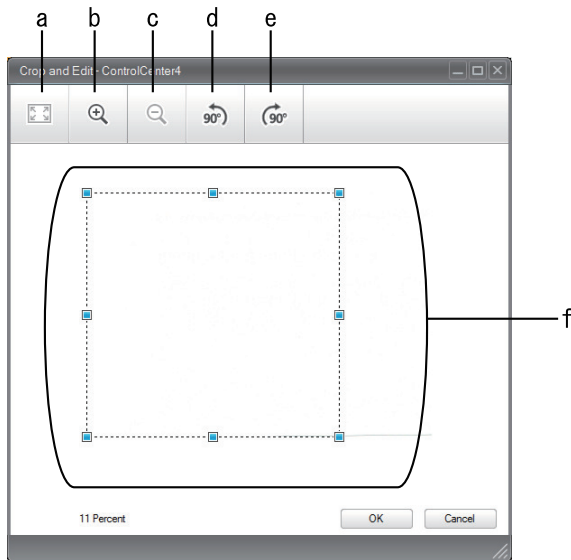 a b c d e
Crop and Edit - ControlCenter4
90° 90°
f
11 Percent OK Cancel